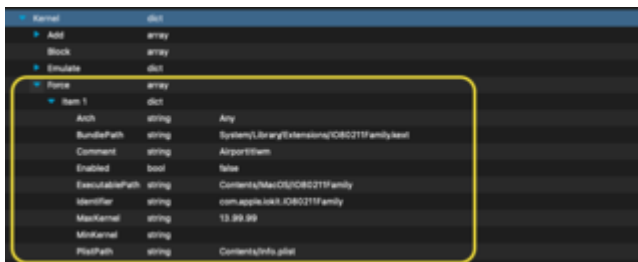 Kernel dict
Add array
Block array
Emulate dict
Force array
Item 1 dict
Arch string Any
BundlePath string System/Library/Extensions/IO80211Family.kext
Comment string AirportItlwm
Enabled bool false
ExecutablePath string Contents/MacOS/IO80211Family
Identifier string com.apple.iokit.IO80211Family
MaxKernel string 13.99.99
MinKernel string
PlistPath string Contents/Info.plist